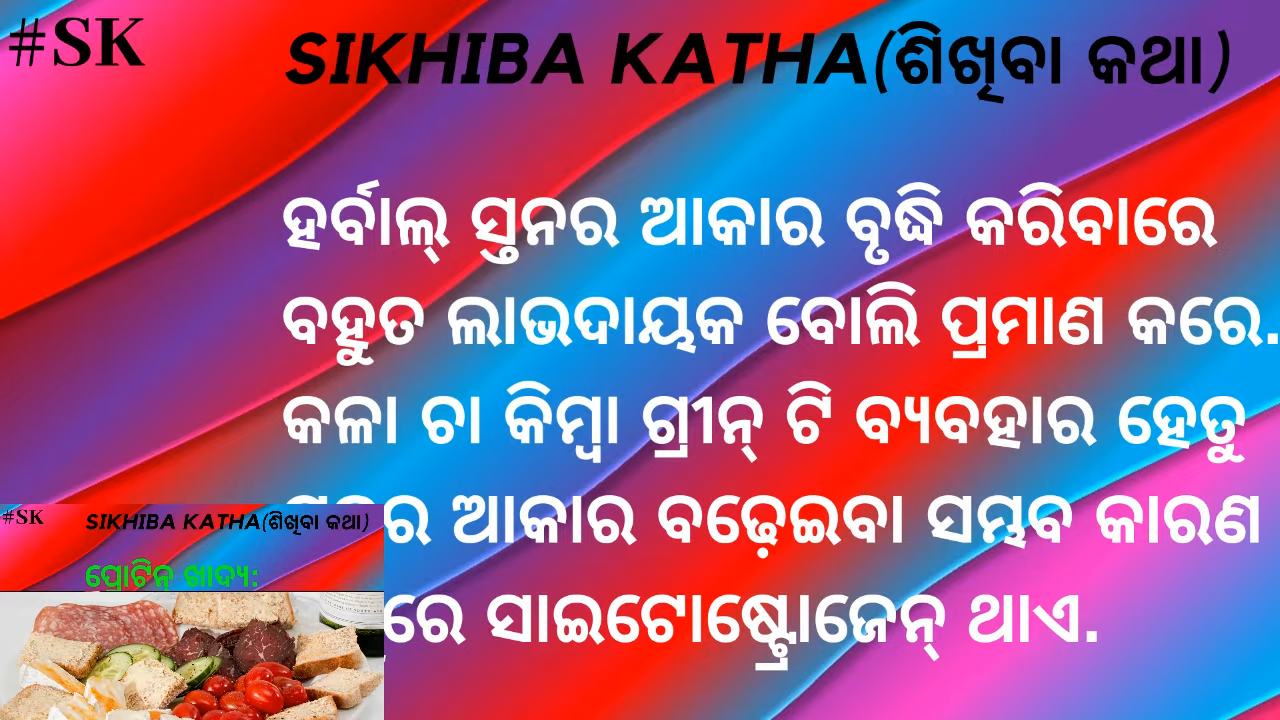 #SK
SIKHIBA KATHA(ଶିଖିବା କଥା)
ହର୍ବାଲ୍ ସ୍ତନର ଆକାର ବୃଦ୍ଧି କରିବାରେ
ବହୁତ ଲାଭଦାୟକ ବୋଲି ପ୍ରମାଣ କରେ.
କଳା ଚା କିମ୍ବା ଗ୍ରୀନ୍ ଟି ବ୍ୟବହାର ହେତୁ
ଆକାର ବଢ଼େଇବା ସମ୍ଭବ କାରଣ
ସାଇଟୋଷ୍ଟ୍ରୋଜେନ୍ ଥାଏ.
#SK
SIKHIBA KATHA(ଶିଖିବା କଥା)
ପ୍ରୋଟିନ୍ ଖାଦ୍ୟ: